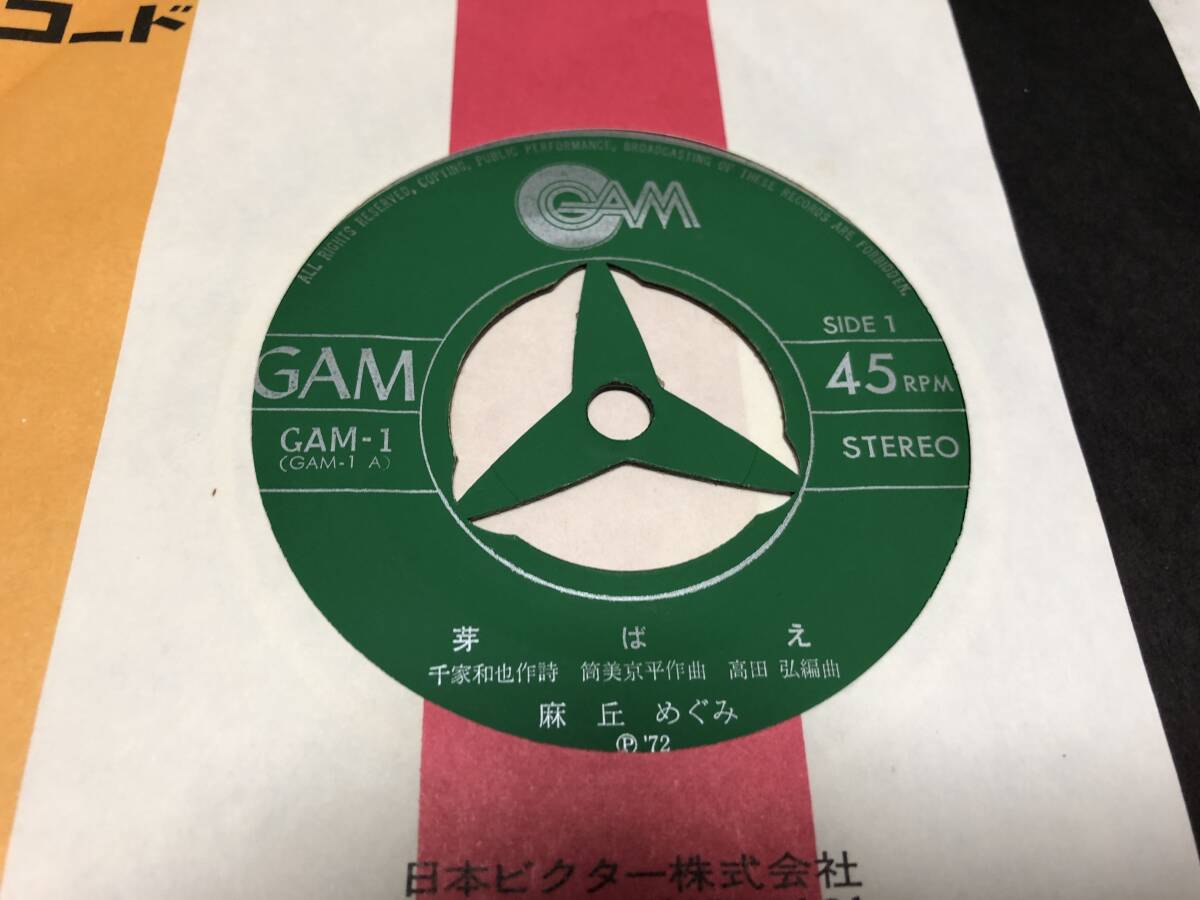 コード
ALL RIGHTS RESERVED, COPYING, PUBLIC PERFORMANCE, BROADCASTING OF THESE RECORDS ARE FORBIDDEN.
GAM
SIDE 1
GAM
45 RPM
GAM-1
(GAM-1 A)
STEREO
芽ばえ
千家和也作詩 筒美京平作曲 高田 弘編曲
麻丘 めぐみ
Ⓟ '72
日本ビクター株式会社